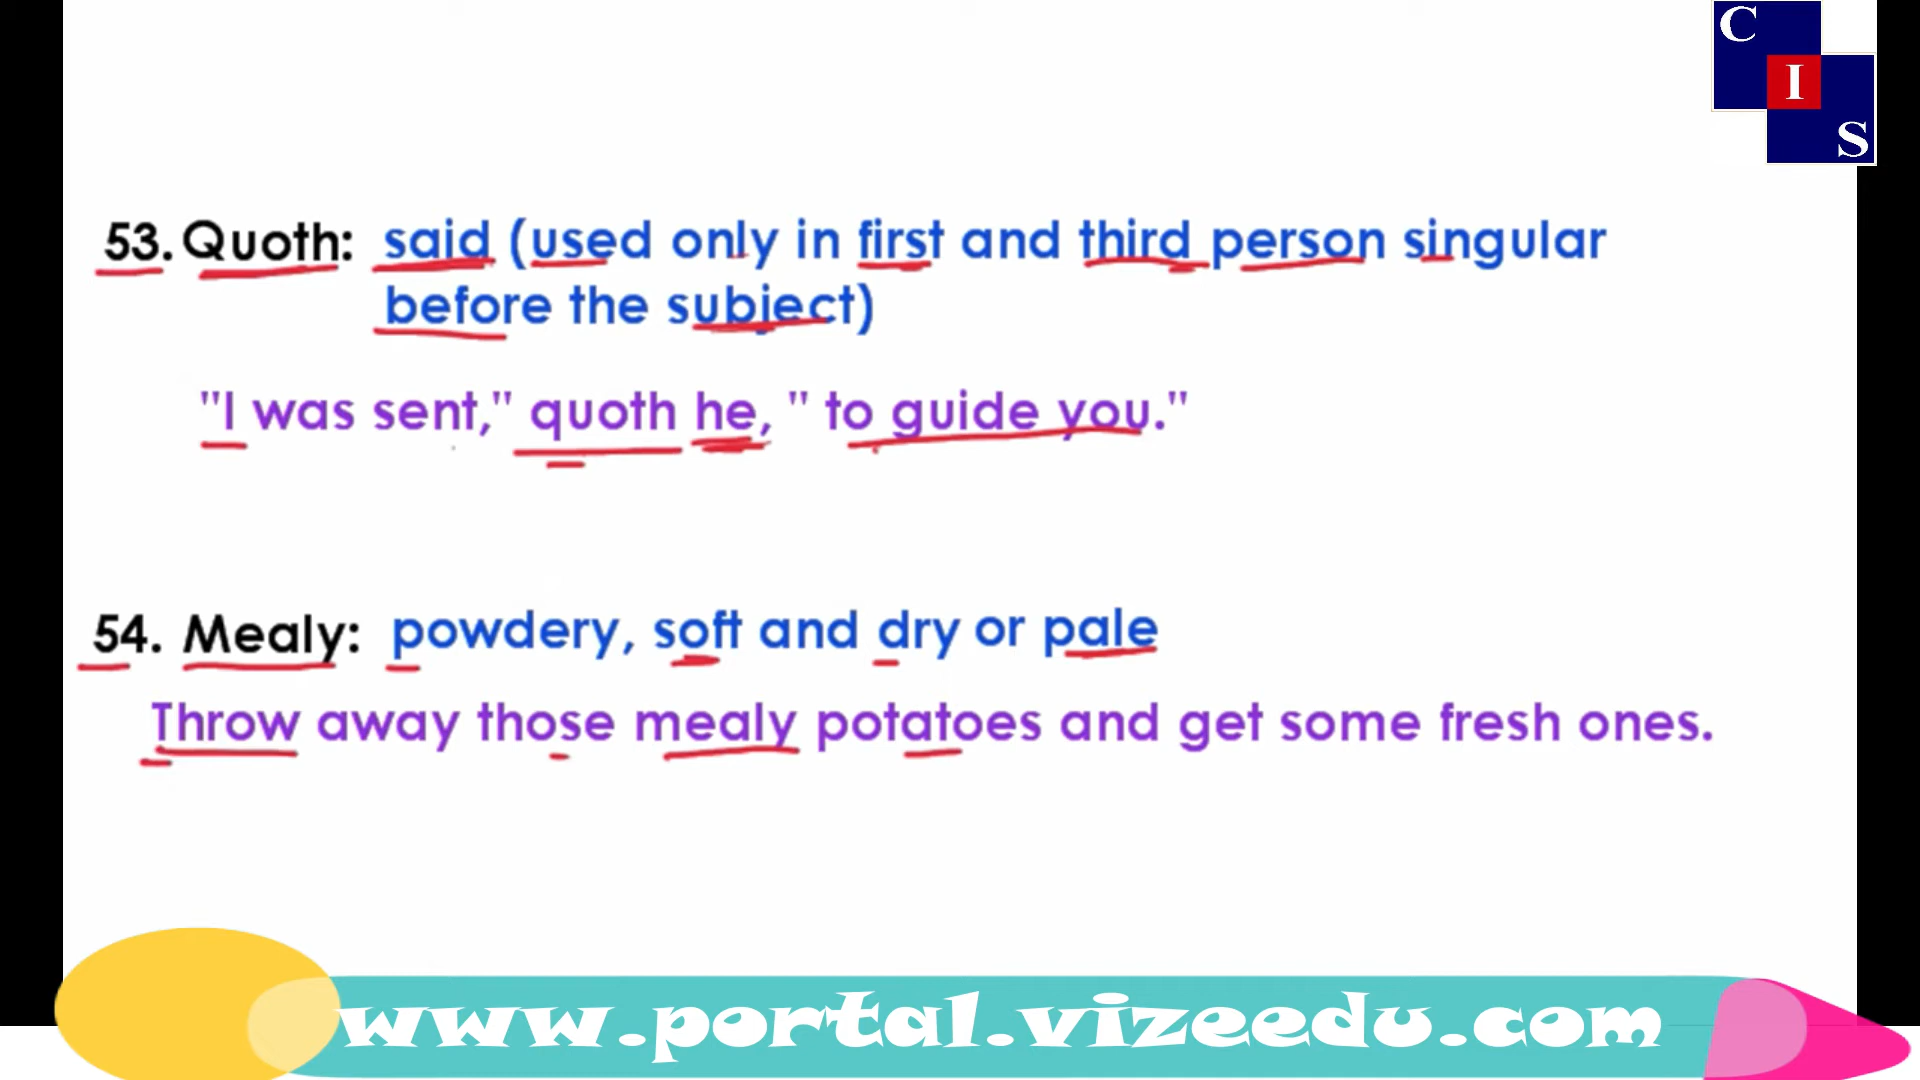 C
I
S
53. Quoth: said (used only in first and third person singular
before the subject)
"I was sent," quoth he, " to guide you."
54. Mealy: powdery, soft and dry or pale
Throw away those mealy potatoes and get some fresh ones.
www.portal.vizeedu.com